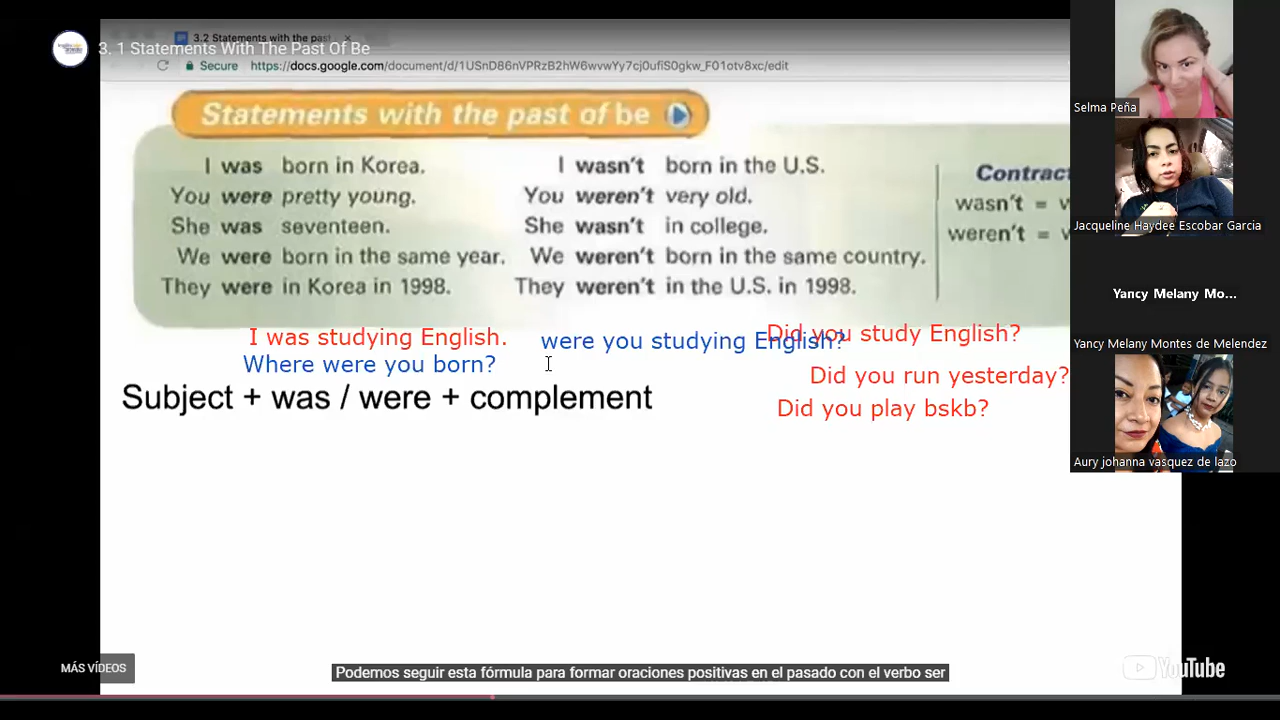 3.2 Statements with the past
3. 1 Statements With The Past Of Be
Secure https://docs.google.com/document/d/1USnD86nVPRzB2hW6wvwYy7cj0ufiS0gkw_F01otv8xc/edit
Statements with the past of be
I was born in Korea. I wasn't born in the U.S.
Contract
You were pretty young. You weren't very old.
wasn't =
She was seventeen. She wasn't in college.
weren't =
We were born in the same year. We weren't born in the same country.
They were in Korea in 1998. They weren't in the U.S. in 1998.
I was studying English. were you studying English? Did you study English?
Where were you born?
Did you run yesterday?
Subject + was / were + complement
Did you play bskb?
MÁS VÍDEOS
Podemos seguir esta fórmula para formar oraciones positivas en el pasado con el verbo ser
YouTube
Selma Peña
Jacqueline Haydee Escobar Garcia
Yancy Melany Mo...
Yancy Melany Montes de Melendez
Aury johanna vasquez de lazo